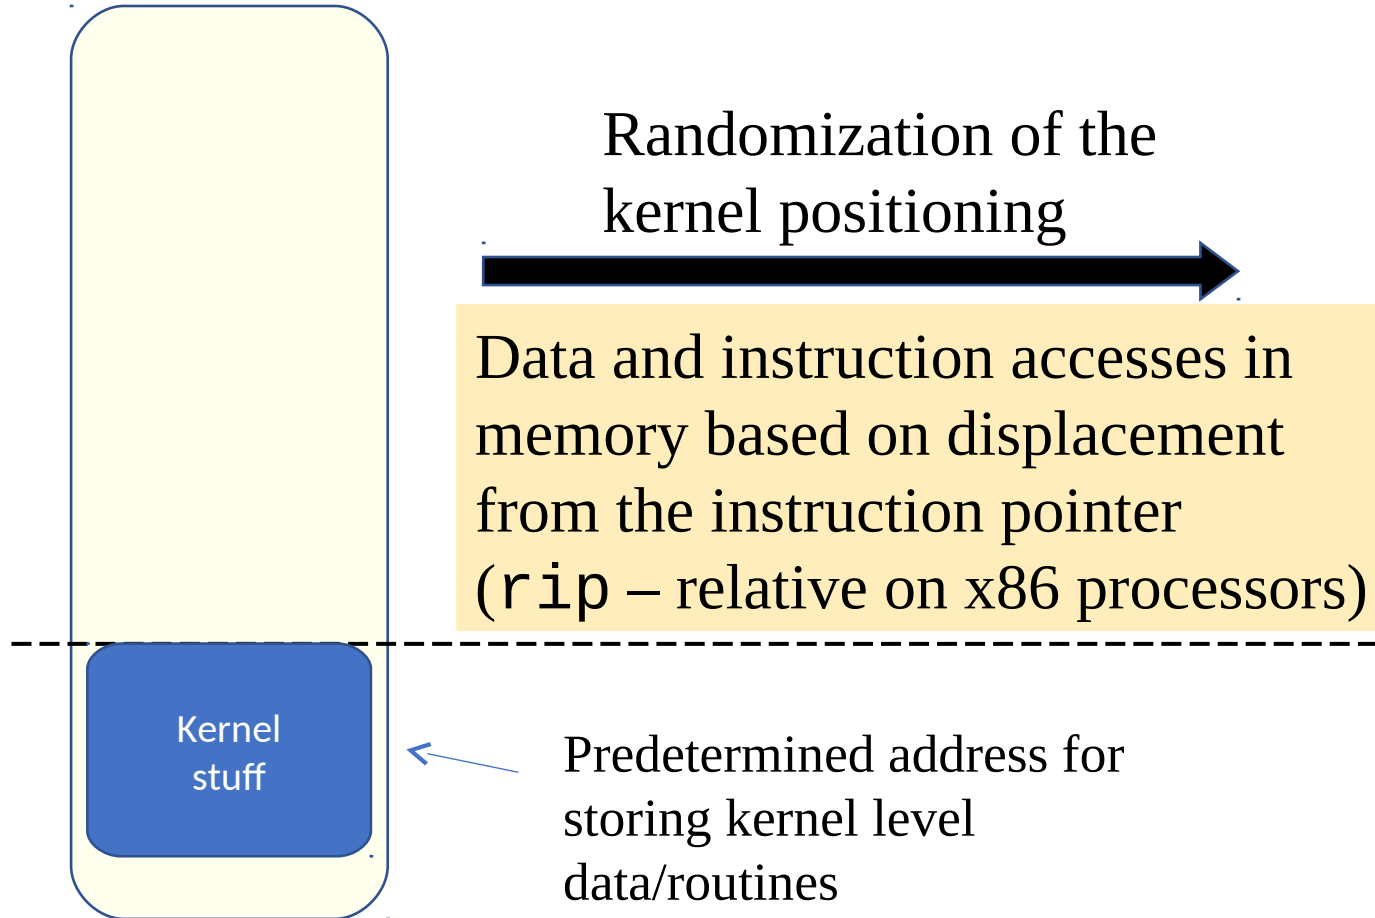 Randomization of the
kernel positioning
Data and instruction accesses in
memory based on displacement
from the instruction pointer
(rip – relative on x86 processors)
Kernel
stuff
Predetermined address for
storing kernel level
data/routines